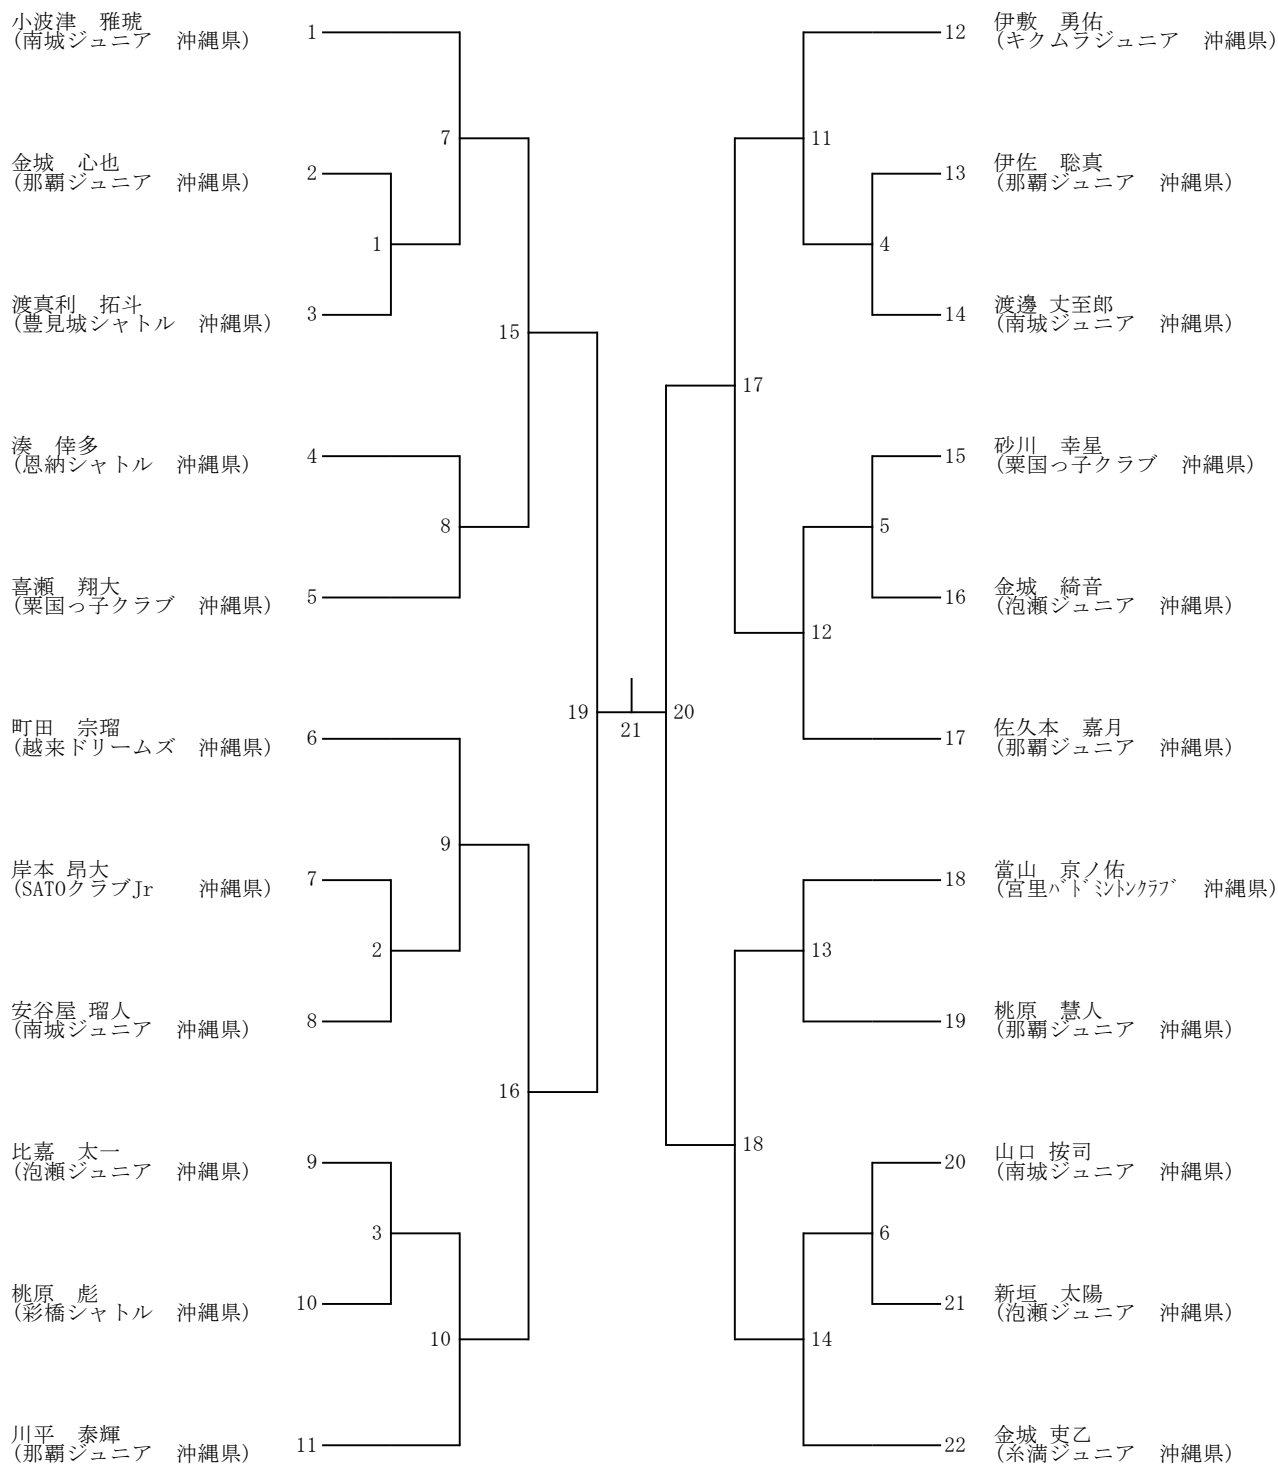 小波津　雅琥
(南城ジュニア　沖縄県)
1
金城　心也
(那覇ジュニア　沖縄県)
2
渡真利　拓斗
(豊見城シャトル　沖縄県)
3
湊　倖多
(恩納シャトル　沖縄県)
4
喜瀬　翔大
(粟国っ子クラブ　沖縄県)
5
町田　宗瑠
(越来ドリームズ　沖縄県)
6
岸本 昂大
(SATOクラブJr　　沖縄県)
7
安谷屋 瑠人
(南城ジュニア　沖縄県)
8
比嘉　太一
(泡瀬ジュニア　沖縄県)
9
桃原　彪
(彩橋シャトル　沖縄県)
10
川平　泰輝
(那覇ジュニア　沖縄県)
11
1
2
3
7
8
9
10
15
16
19
21
20
17
18
11
12
13
14
4
5
6
12
伊敷　勇佑
(キクムラジュニア　沖縄県)
13
伊佐　聡真
(那覇ジュニア　沖縄県)
14
渡邊 丈至郎
(南城ジュニア　沖縄県)
15
砂川　幸星
(粟国っ子クラブ　沖縄県)
16
金城　綺音
(泡瀬ジュニア　沖縄県)
17
佐久本　嘉月
(那覇ジュニア　沖縄県)
18
當山　京ノ佑
(宮里ﾊﾞﾄﾞﾐﾝﾄﾝｸﾗﾌﾞ　沖縄県)
19
桃原　慧人
(那覇ジュニア　沖縄県)
20
山口 按司
(南城ジュニア　沖縄県)
21
新垣　太陽
(泡瀬ジュニア　沖縄県)
22
金城 吏乙
(糸満ジュニア　沖縄県)